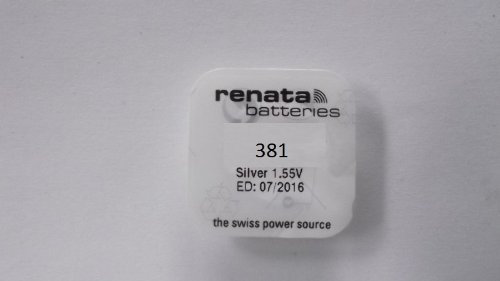 renata
batteries
381
Silver 1.55V
ED: 07/2016
the swiss power source